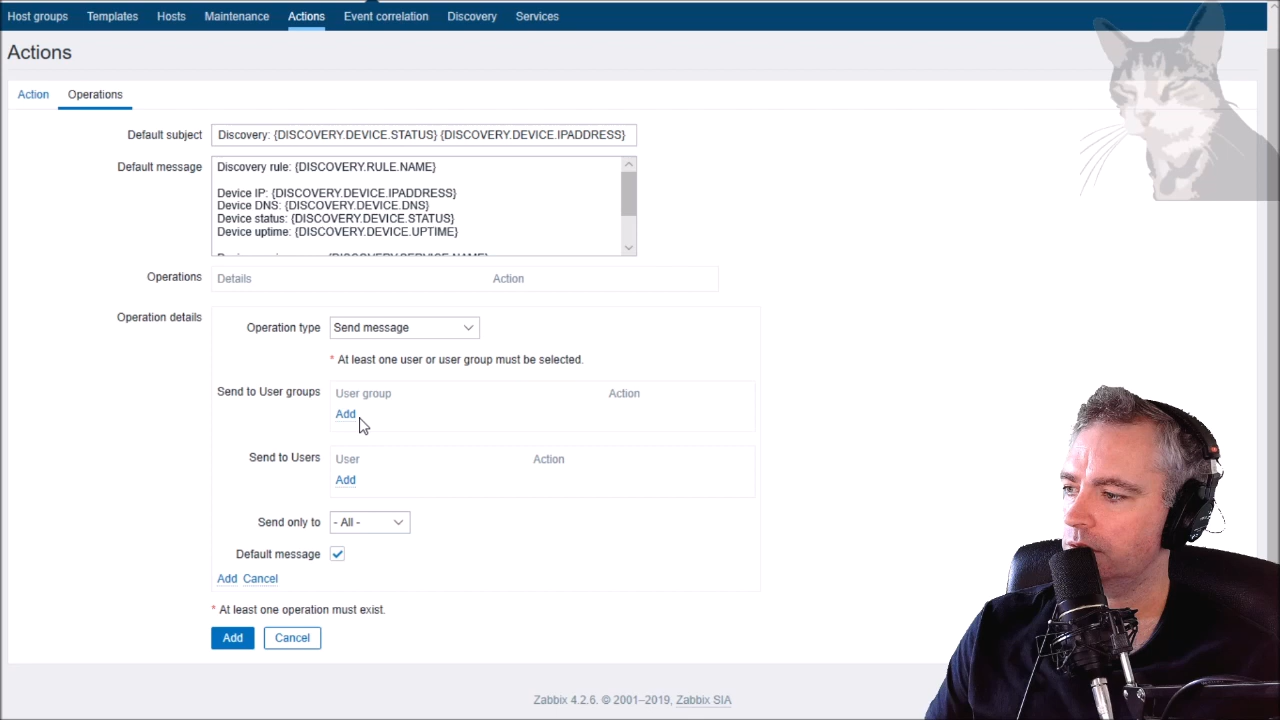 Host groups Templates Hosts Maintenance Actions Event correlation Discovery Services
Actions
Action Operations
Default subject Discovery: {DISCOVERY.DEVICE.STATUS} {DISCOVERY.DEVICE.IPADDRESS}
Default message Discovery rule: {DISCOVERY.RULE.NAME}
Device IP: {DISCOVERY.DEVICE.IPADDRESS}
Device DNS: {DISCOVERY.DEVICE.DNS}
Device status: {DISCOVERY.DEVICE.STATUS}
Device uptime: {DISCOVERY.DEVICE.UPTIME}
Operations Details Action
Operation details
Operation type Send message
* At least one user or user group must be selected.
Send to User groups User group Action
Add
Send to Users User Action
Add
Send only to - All -
Default message
Add Cancel
* At least one operation must exist.
Add Cancel
Zabbix 4.2.6. © 2001–2019, Zabbix SIA